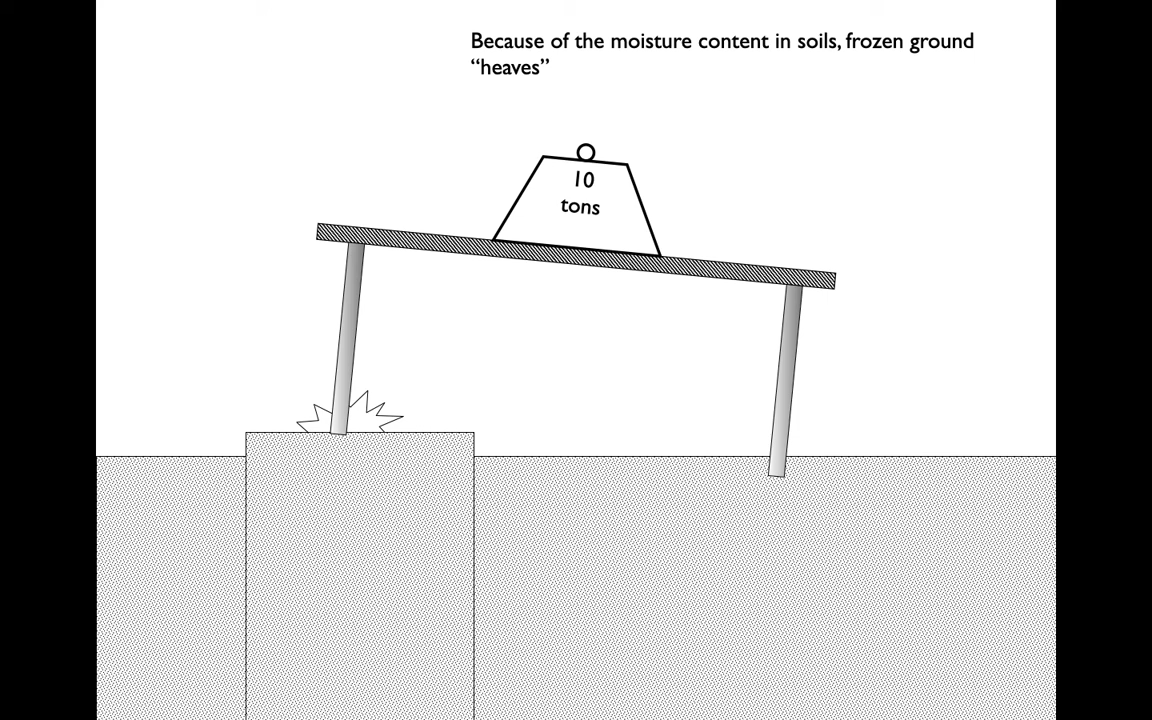 Because of the moisture content in soils, frozen ground
“heaves”
10
tons